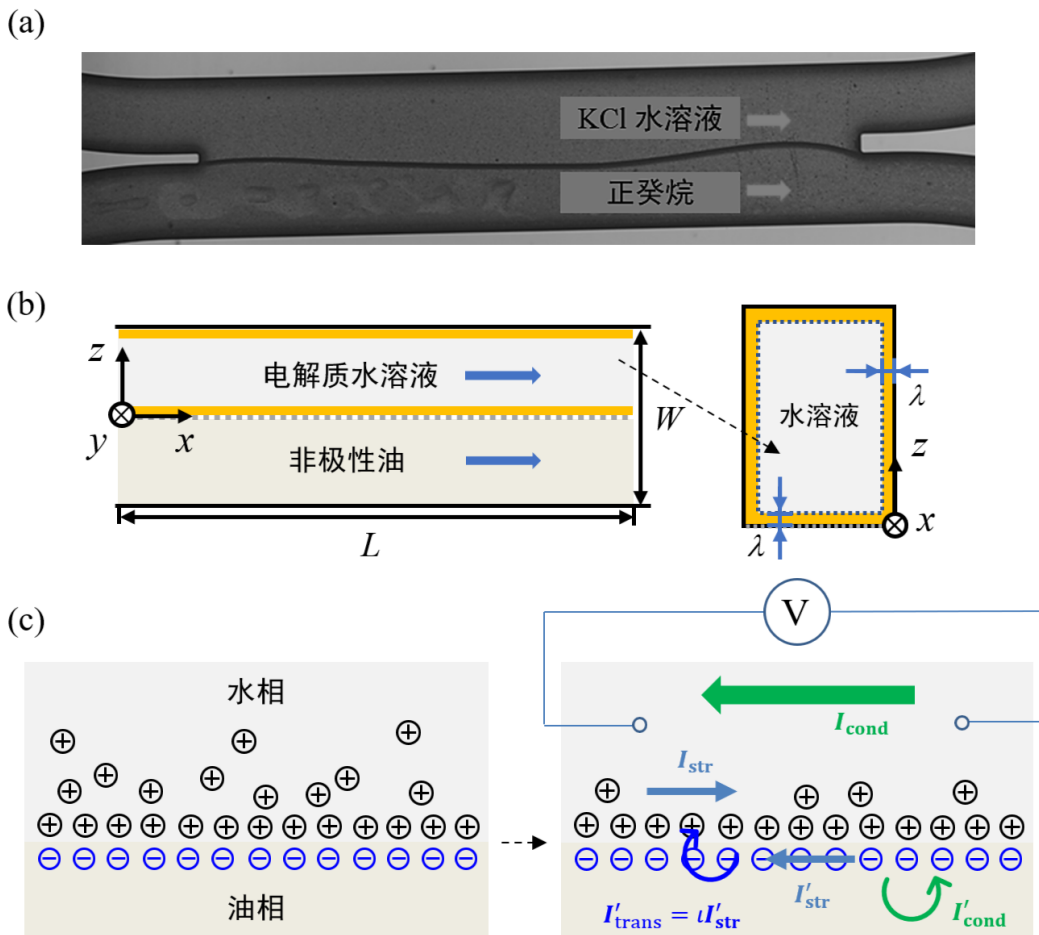 (a)
KCl 水溶液
正癸烷
(b)
z
电解质水溶液
y
x
非极性油
W
L
水溶液
λ
z
λ
x
(c)
V
水相
油相
I_cond
I_str
I'_str
I'_trans = ιI'_str
I'_cond